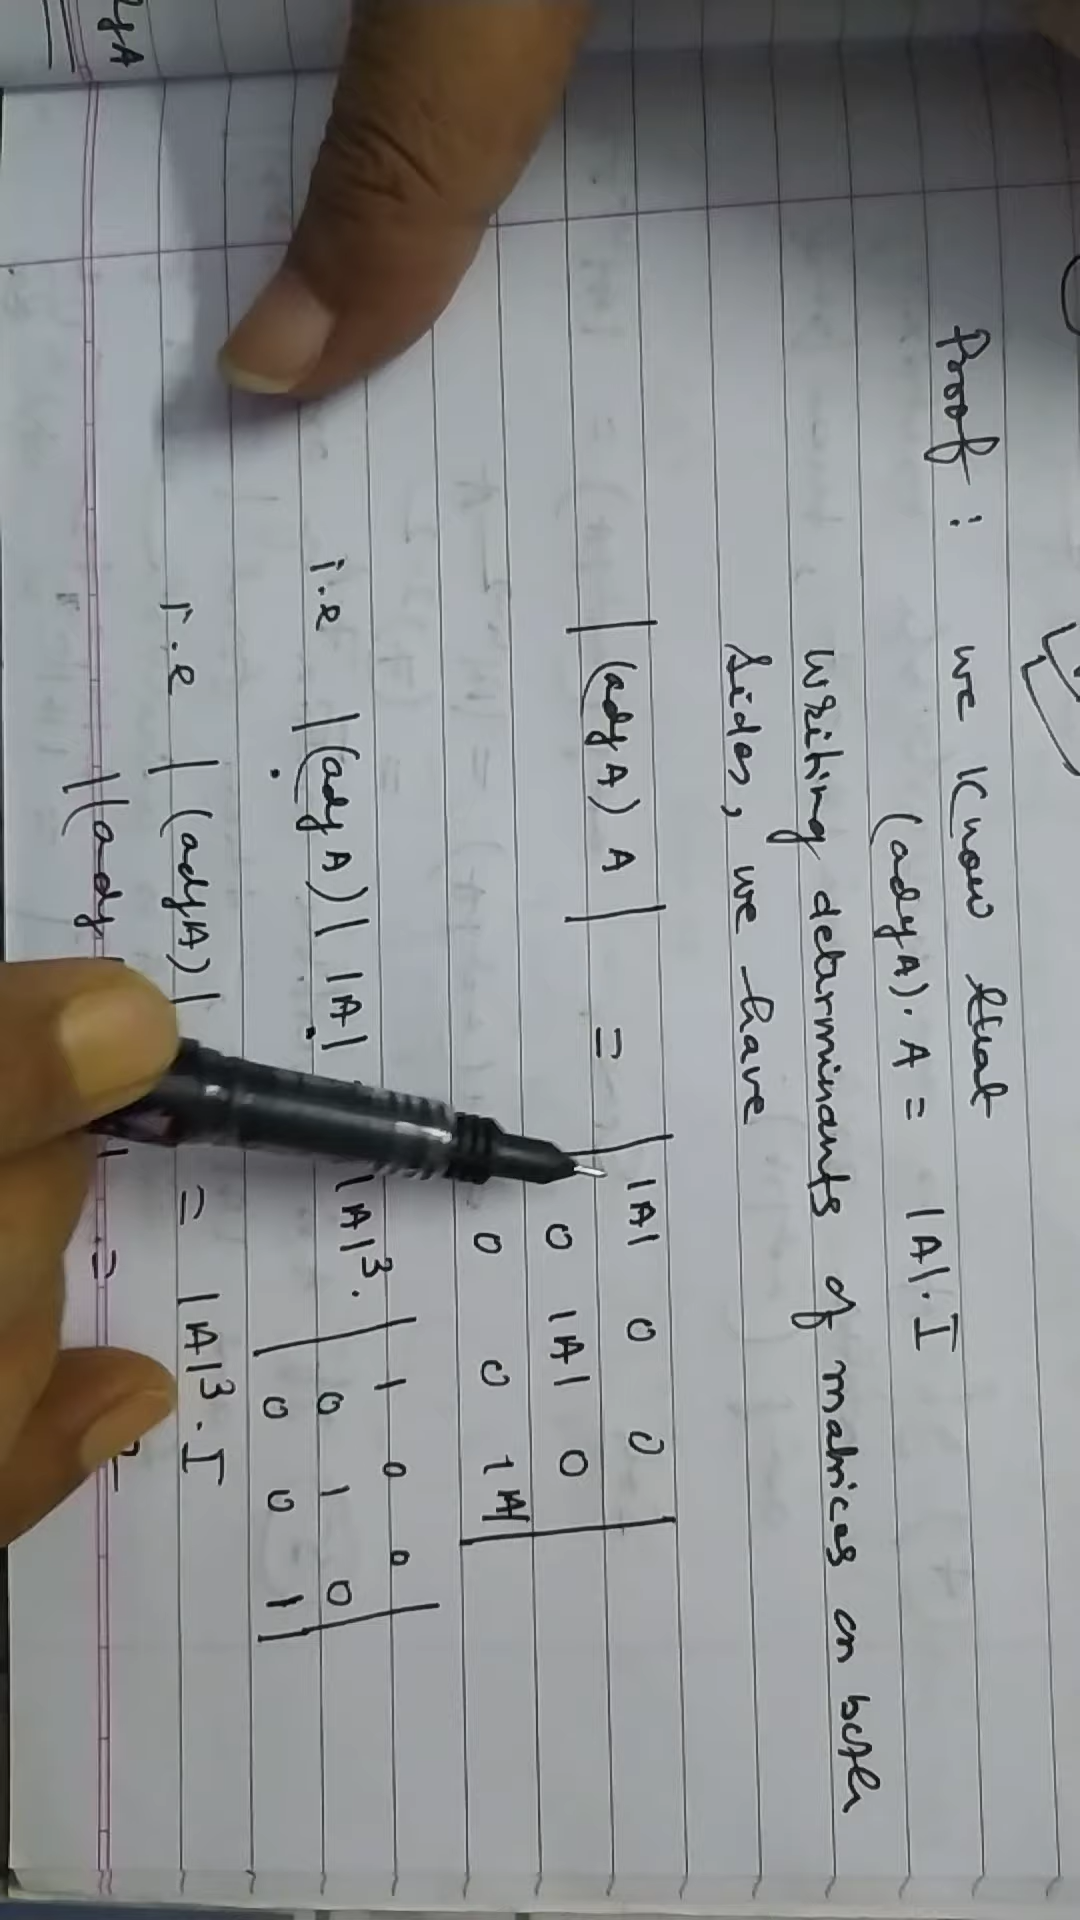 Proof : we know that
(adj A) . A = |A| . I
Writing determinants of matrices on both
sides, we have
|(adj A) A| = | |A| 0 0
0 |A| 0
0 0 |A| |
i.e |(adj A)| |A| |A|³ . | 1 0 0
0 1 0
0 0 1 |
i.e |(adj A)| = |A|³ . I
|(adj =